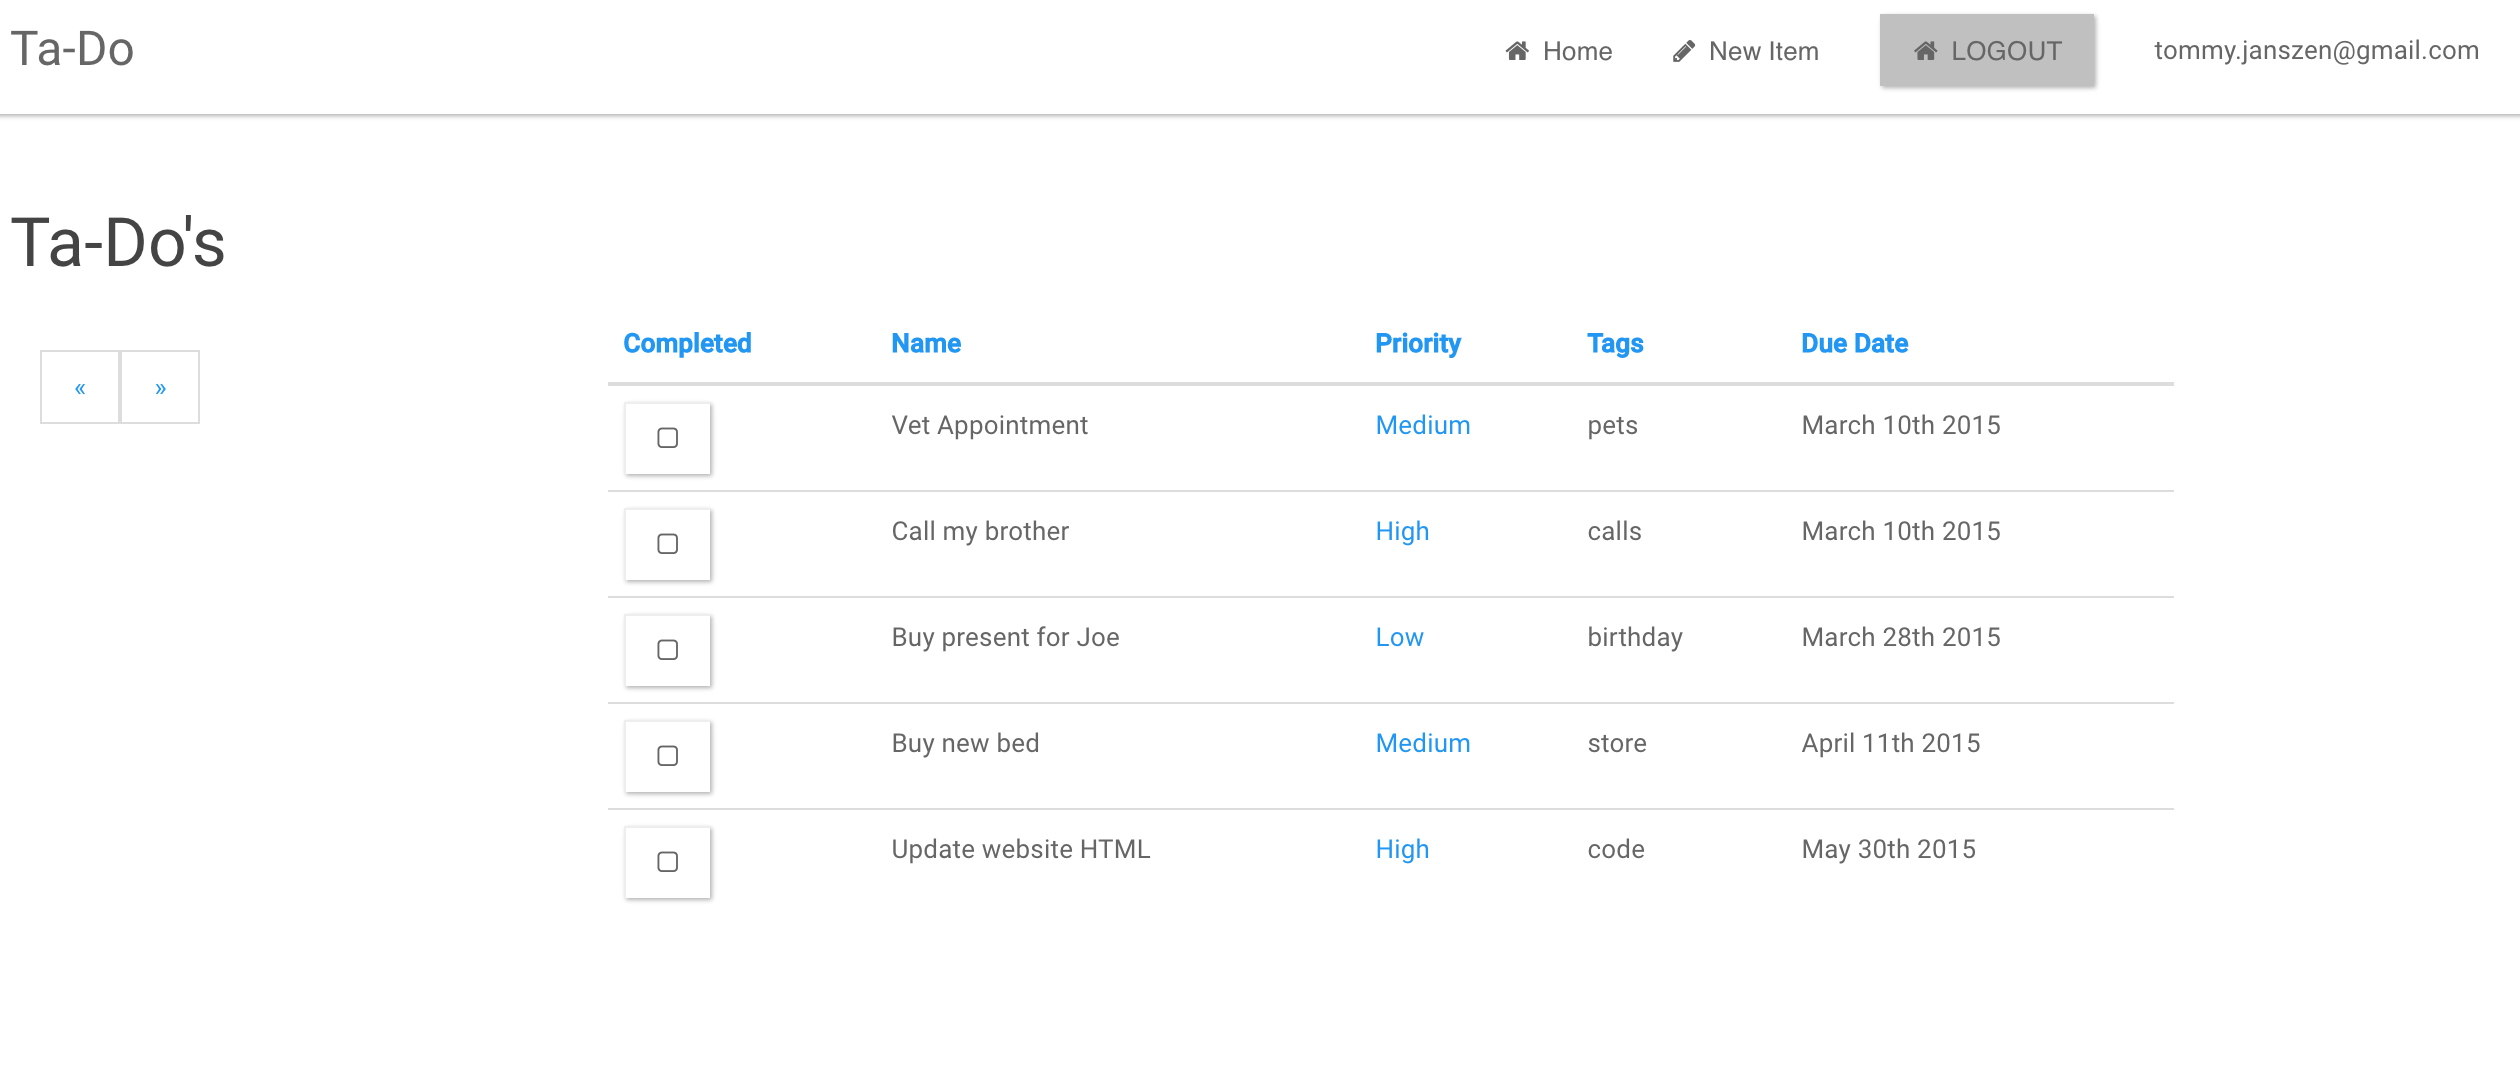 Ta-Do Home New Item LOGOUT tommy.janszen@gmail.com
Ta-Do's
« »
Completed Name Priority Tags Due Date
Vet Appointment Medium pets March 10th 2015
Call my brother High calls March 10th 2015
Buy present for Joe Low birthday March 28th 2015
Buy new bed Medium store April 11th 2015
Update website HTML High code May 30th 2015